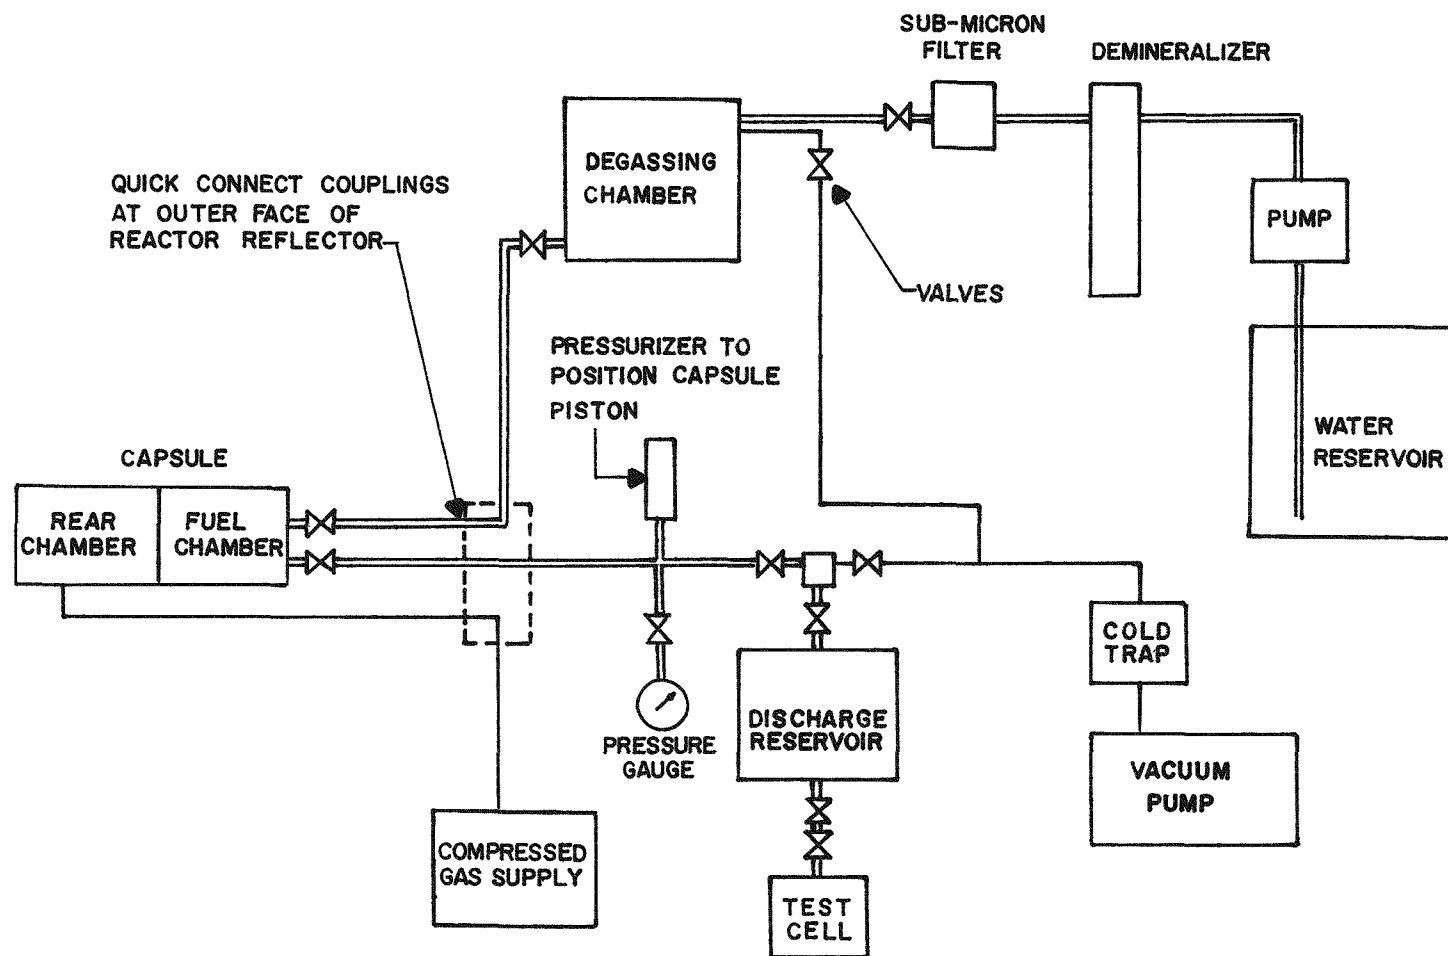 SUB-MICRON
FILTER
DEMINERALIZER
DEGASSING
CHAMBER
QUICK CONNECT COUPLINGS
AT OUTER FACE OF
REACTOR REFLECTOR
PUMP
VALVES
PRESSURIZER TO
POSITION CAPSULE
PISTON
WATER
RESERVOIR
CAPSULE
REAR
CHAMBER
FUEL
CHAMBER
COLD
TRAP
DISCHARGE
RESERVOIR
PRESSURE
GAUGE
VACUUM
PUMP
COMPRESSED
GAS SUPPLY
TEST
CELL